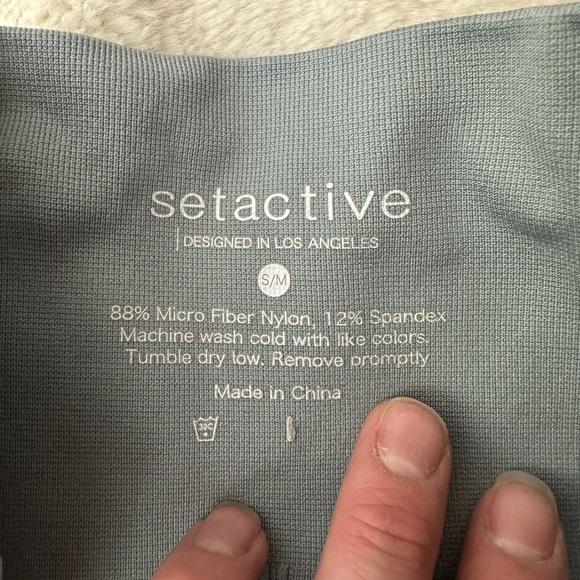 setactive
DESIGNED IN LOS ANGELES
S/M
88% Micro Fiber Nylon, 12% Spandex
Machine wash cold with like colors.
Tumble dry low. Remove promptly
Made in China
30C